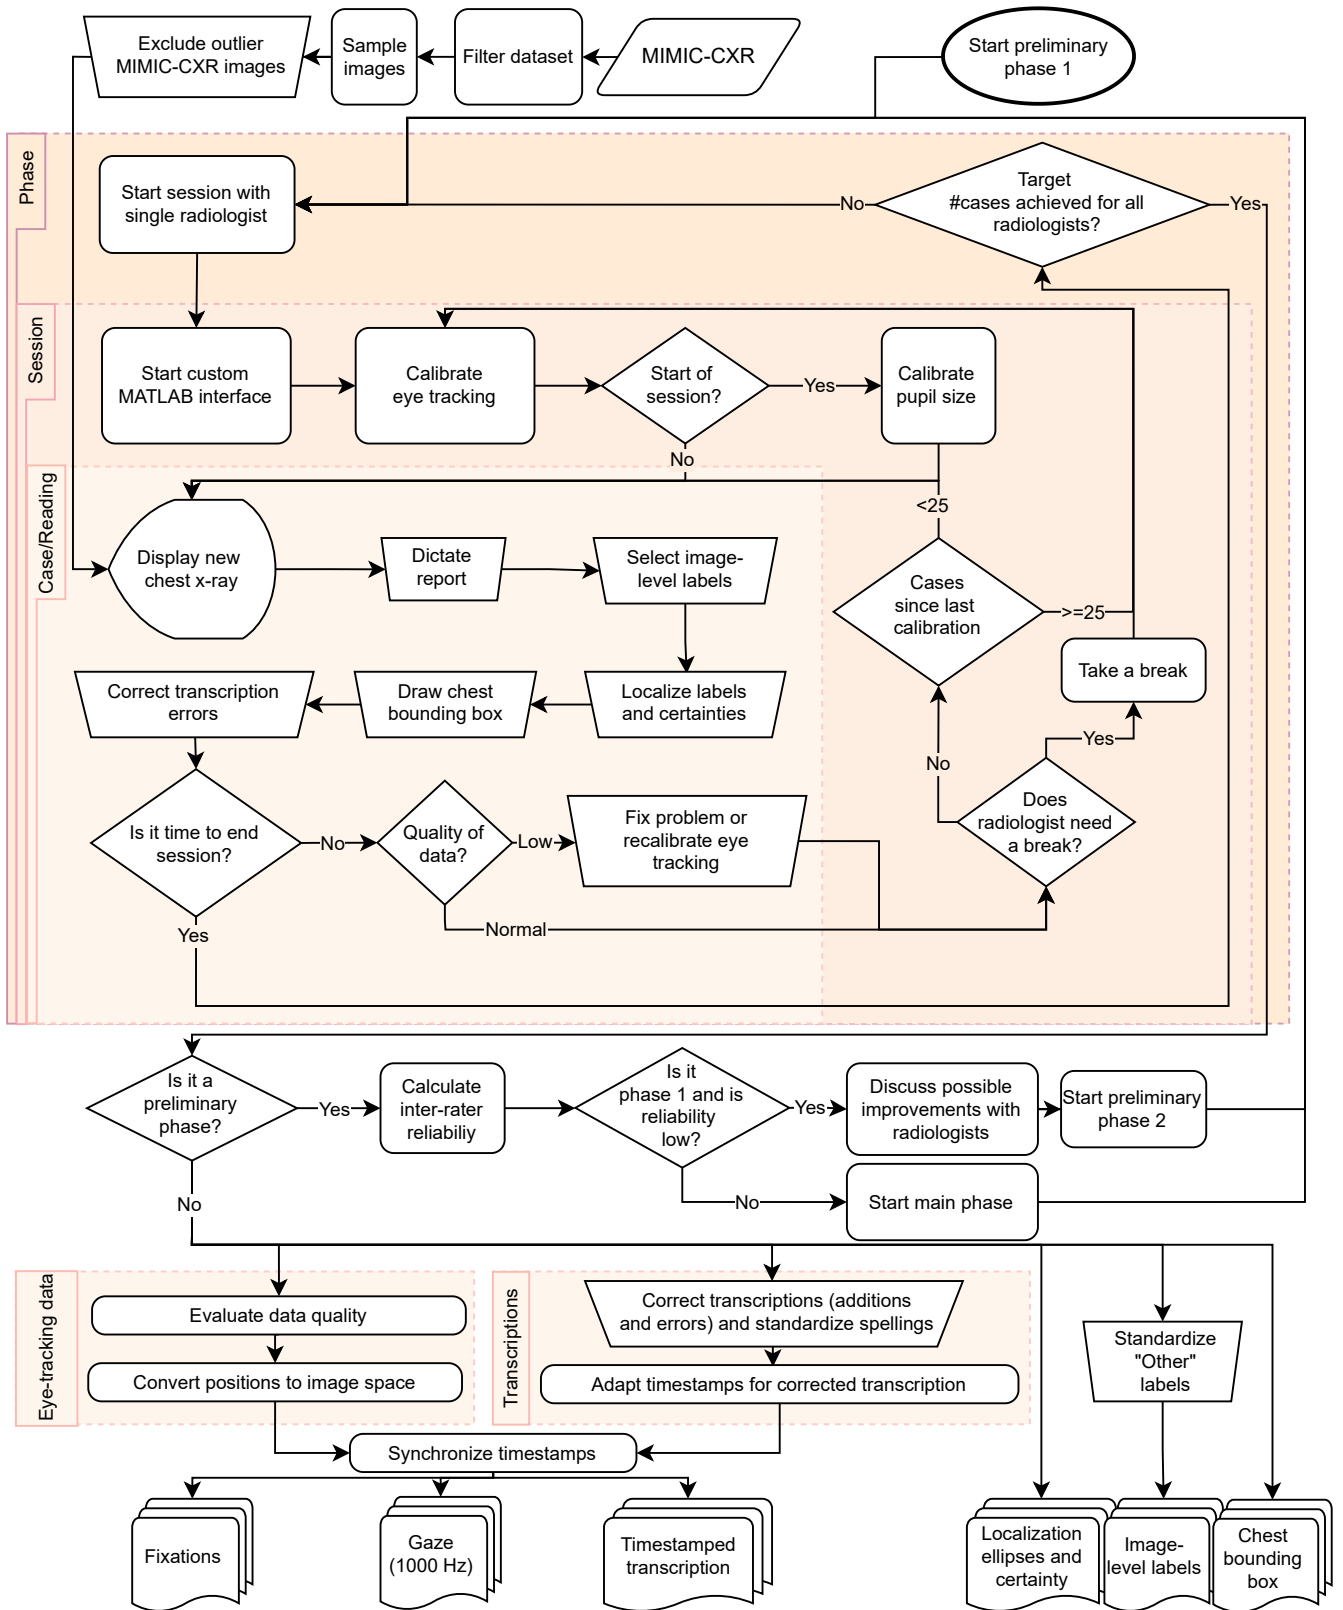 Exclude outlier
MIMIC-CXR images
Sample
images
Filter dataset
MIMIC-CXR
Start preliminary
phase 1
Phase
Start session with
single radiologist
Target
#cases achieved for all
radiologists?
No
Yes
Session
Start custom
MATLAB interface
Calibrate
eye tracking
Start of
session?
Yes
Calibrate
pupil size
No
Case/Reading
<25
Display new
chest x-ray
Dictate
report
Select image-
level labels
Cases
since last
calibration
>=25
Take a break
Correct transcription
errors
Draw chest
bounding box
Localize labels
and certainties
Yes
No
Is it time to end
session?
No
Quality of
data?
Low
Fix problem or
recalibrate eye
tracking
Does
radiologist need
a break?
Yes
Normal
Is it a
preliminary
phase?
Yes
Calculate
inter-rater
reliabiliy
Is it
phase 1 and is
reliability
low?
Yes
Discuss possible
improvements with
radiologists
Start preliminary
phase 2
No
No
Start main phase
Eye-tracking data
Evaluate data quality
Convert positions to image space
Transcriptions
Correct transcriptions (additions
and errors) and standardize spellings
Adapt timestamps for corrected transcription
Standardize
"Other"
labels
Synchronize timestamps
Fixations
Gaze
(1000 Hz)
Timestamped
transcription
Localization
ellipses and
certainty
Image-
level labels
Chest
bounding
box